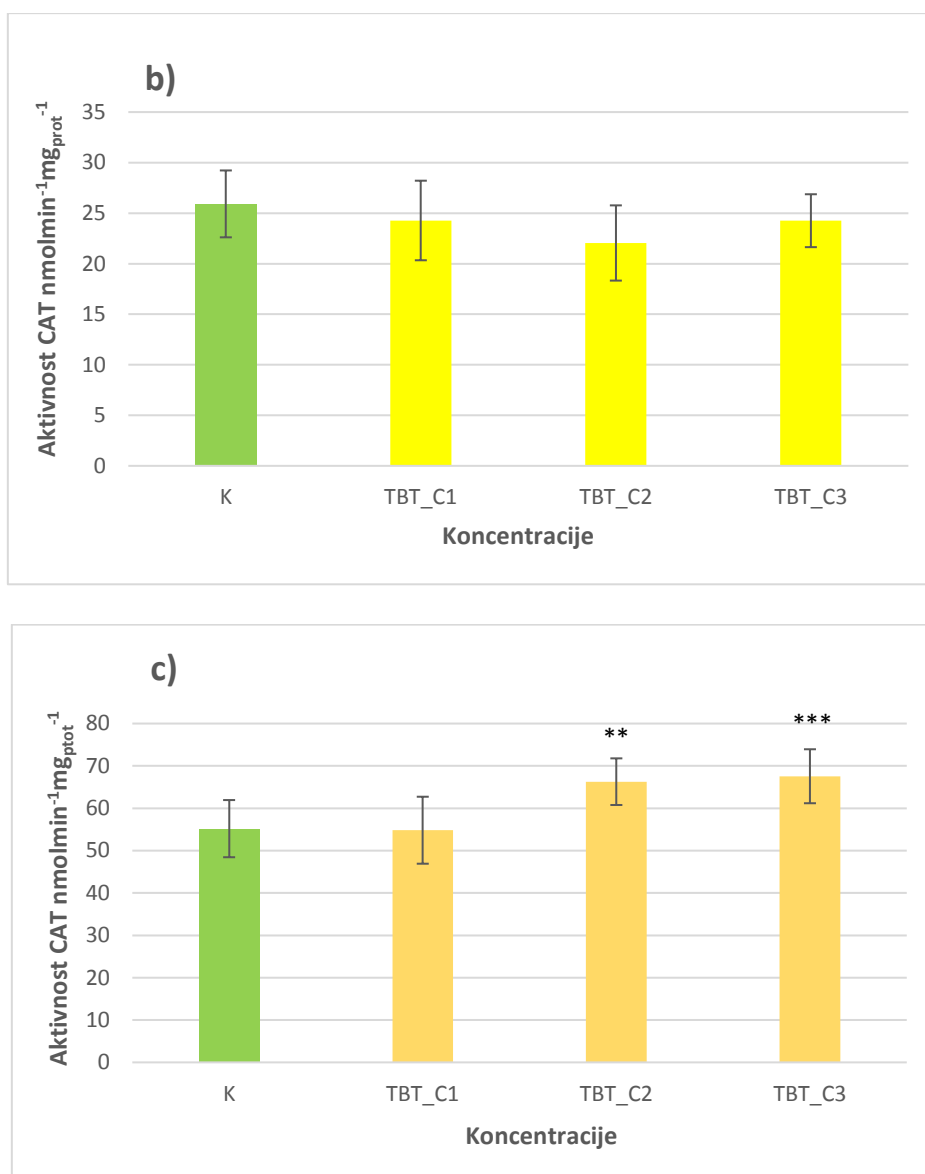 b)
Aktivnost CAT nmolmin⁻¹mgprot⁻¹
35
30
25
20
15
10
5
0
K TBT_C1 TBT_C2 TBT_C3
Koncentracije
c)
Aktivnost CAT nmolmin⁻¹mgptot⁻¹
80
70
60
50
40
30
20
10
0
** ***
K TBT_C1 TBT_C2 TBT_C3
Koncentracije